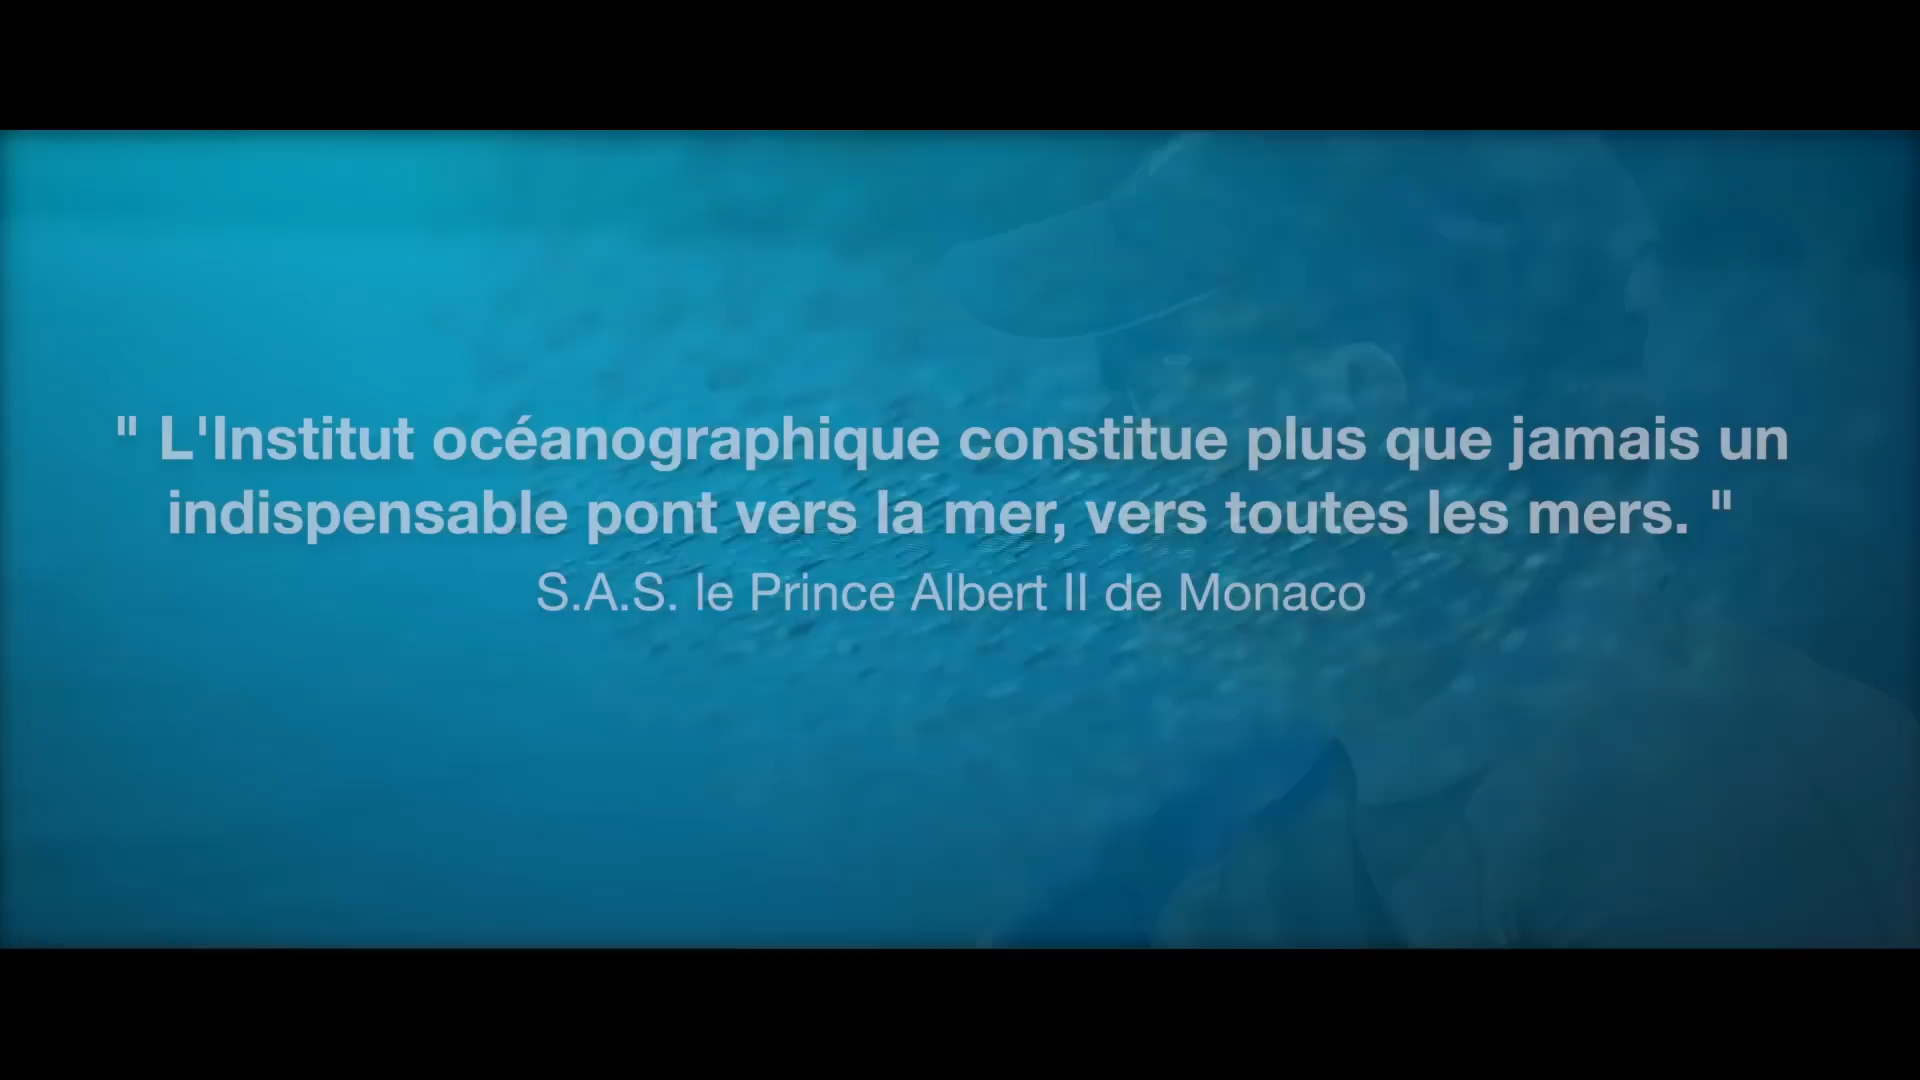 " L'Institut océanographique constitue plus que jamais un
indispensable pont vers la mer, vers toutes les mers. "
S.A.S. le Prince Albert II de Monaco